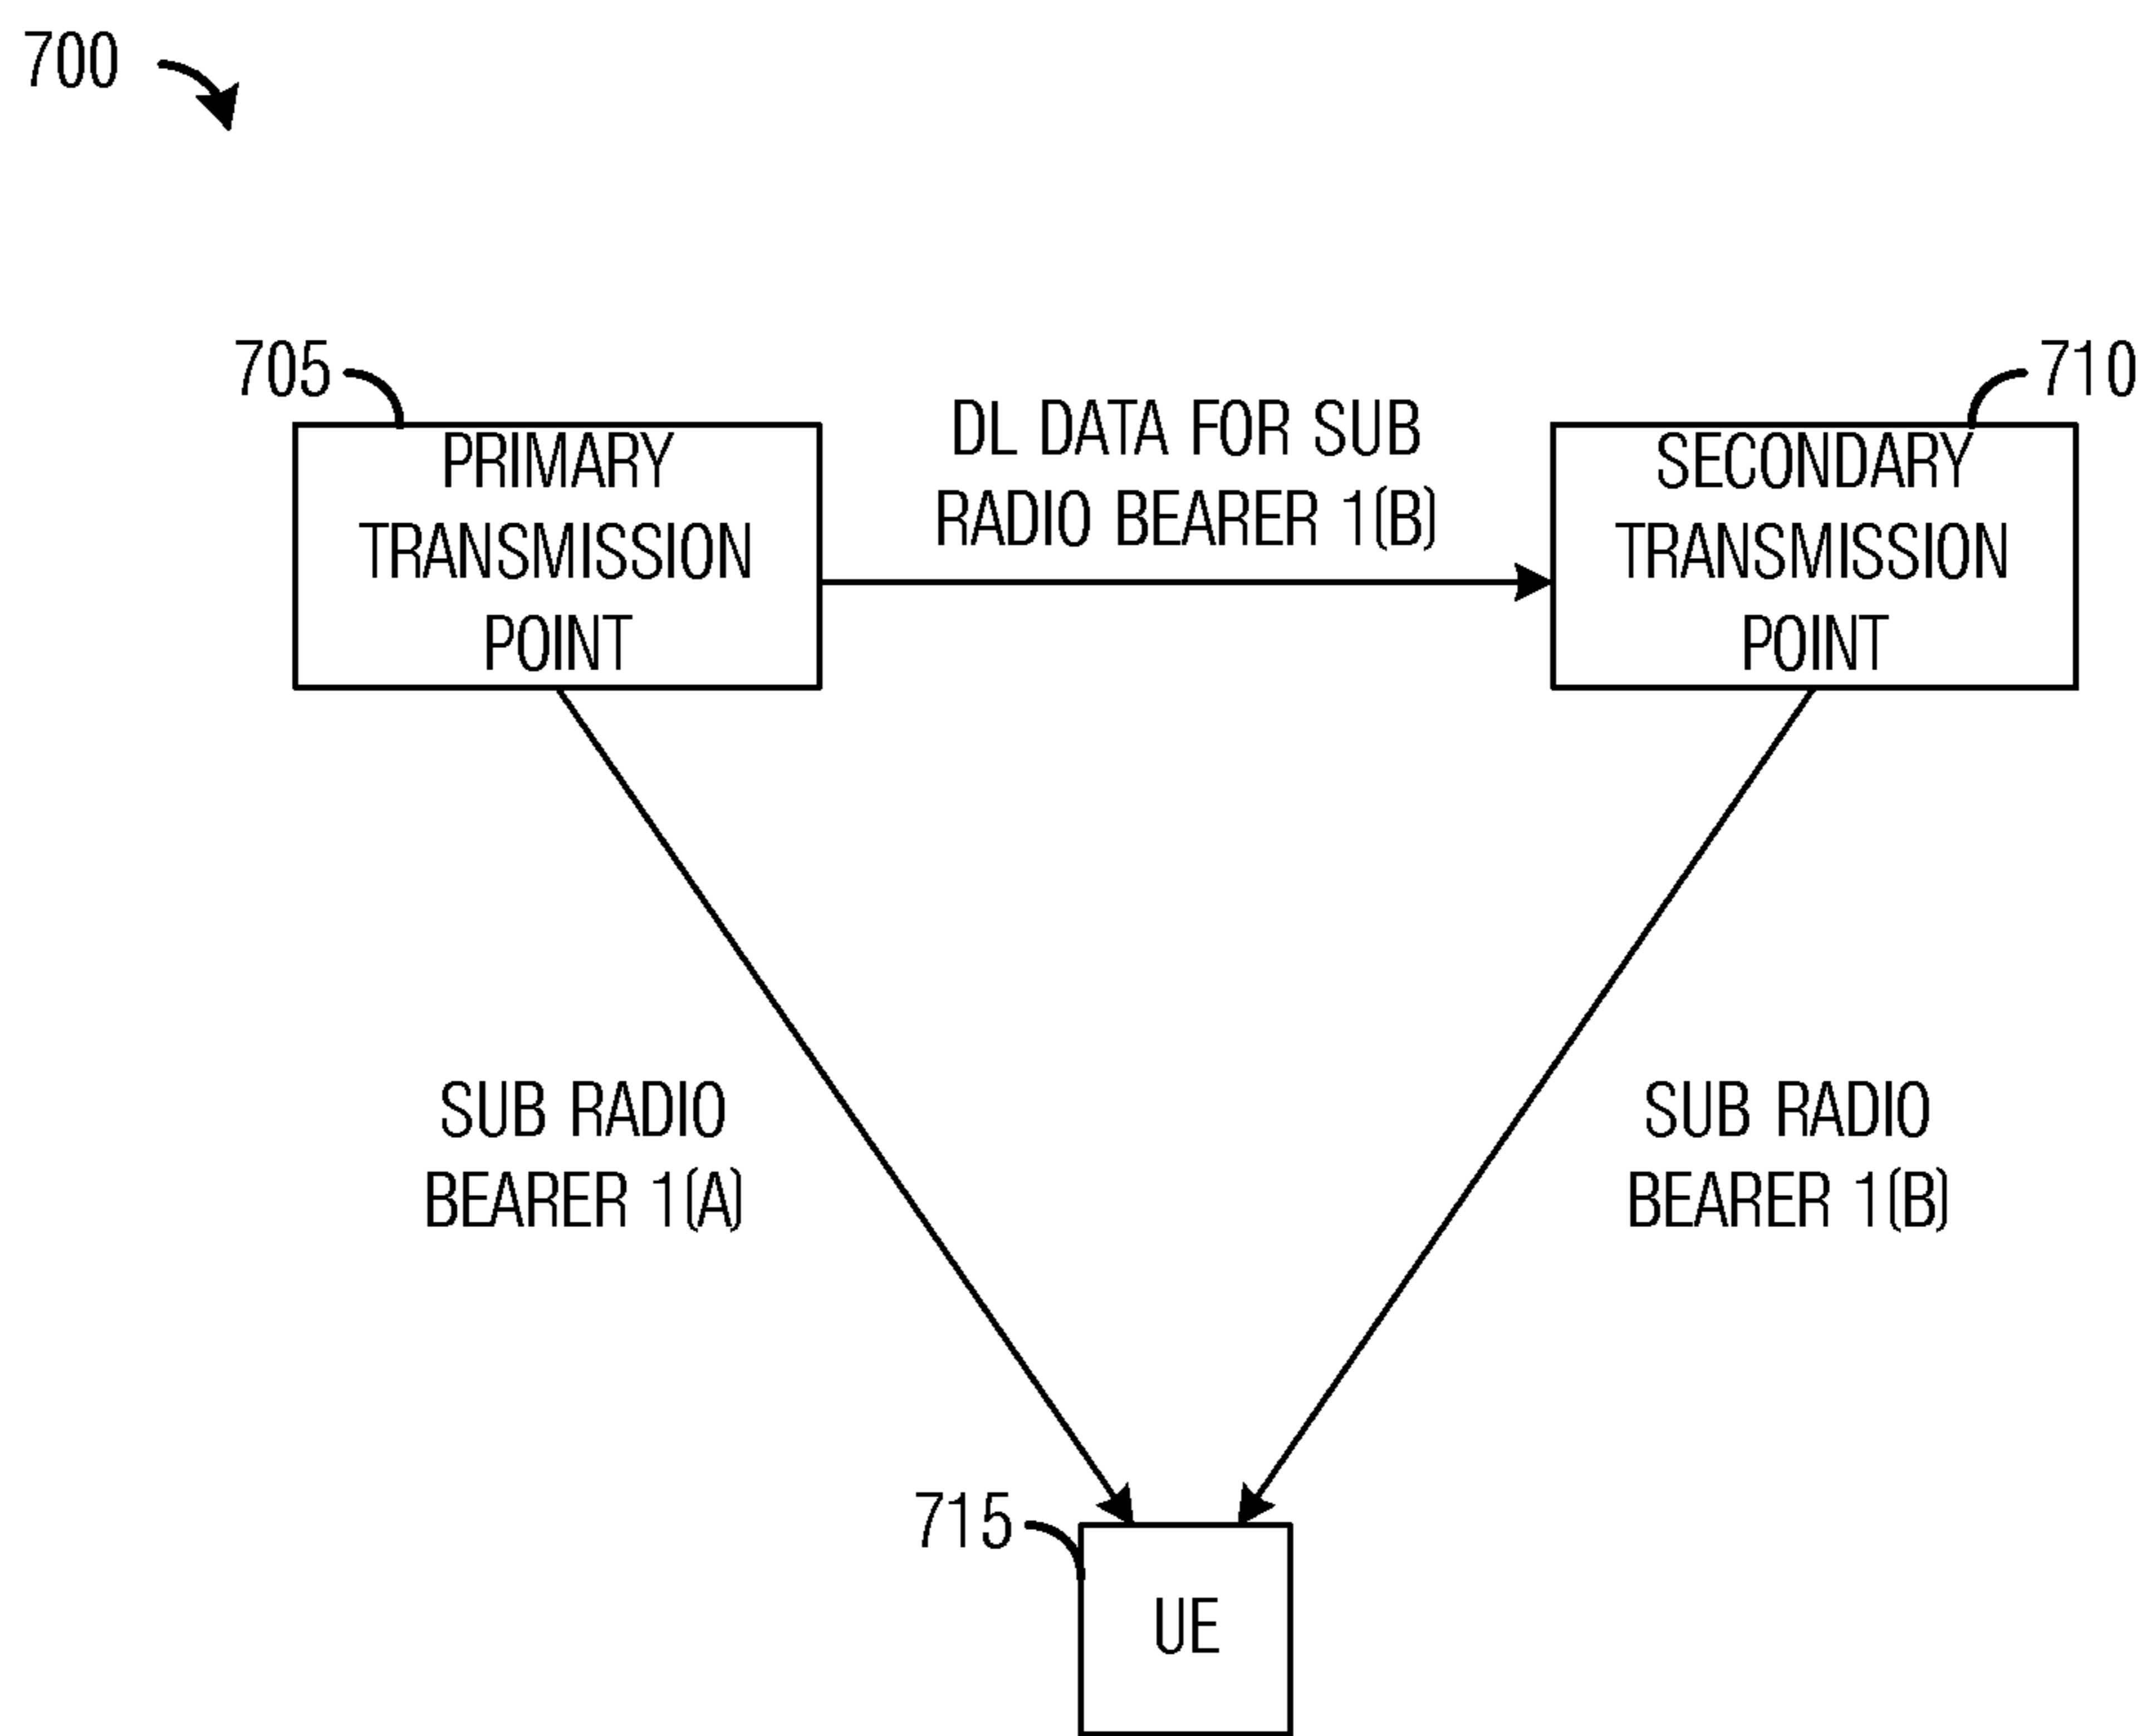 700
705
710
PRIMARY
TRANSMISSION
POINT
DL DATA FOR SUB
RADIO BEARER 1(B)
SECONDARY
TRANSMISSION
POINT
SUB RADIO
BEARER 1(A)
SUB RADIO
BEARER 1(B)
715
UE